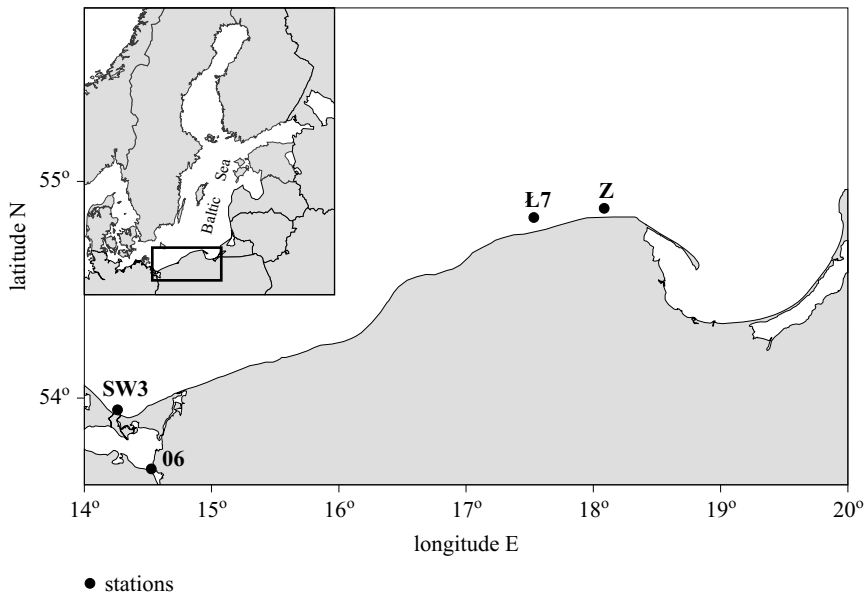 Baltic Sea
latitude N
55º
54º
Ł7
Z
SW3
06
14º 15º 16º 17º 18º 19º 20º
longitude E
stations